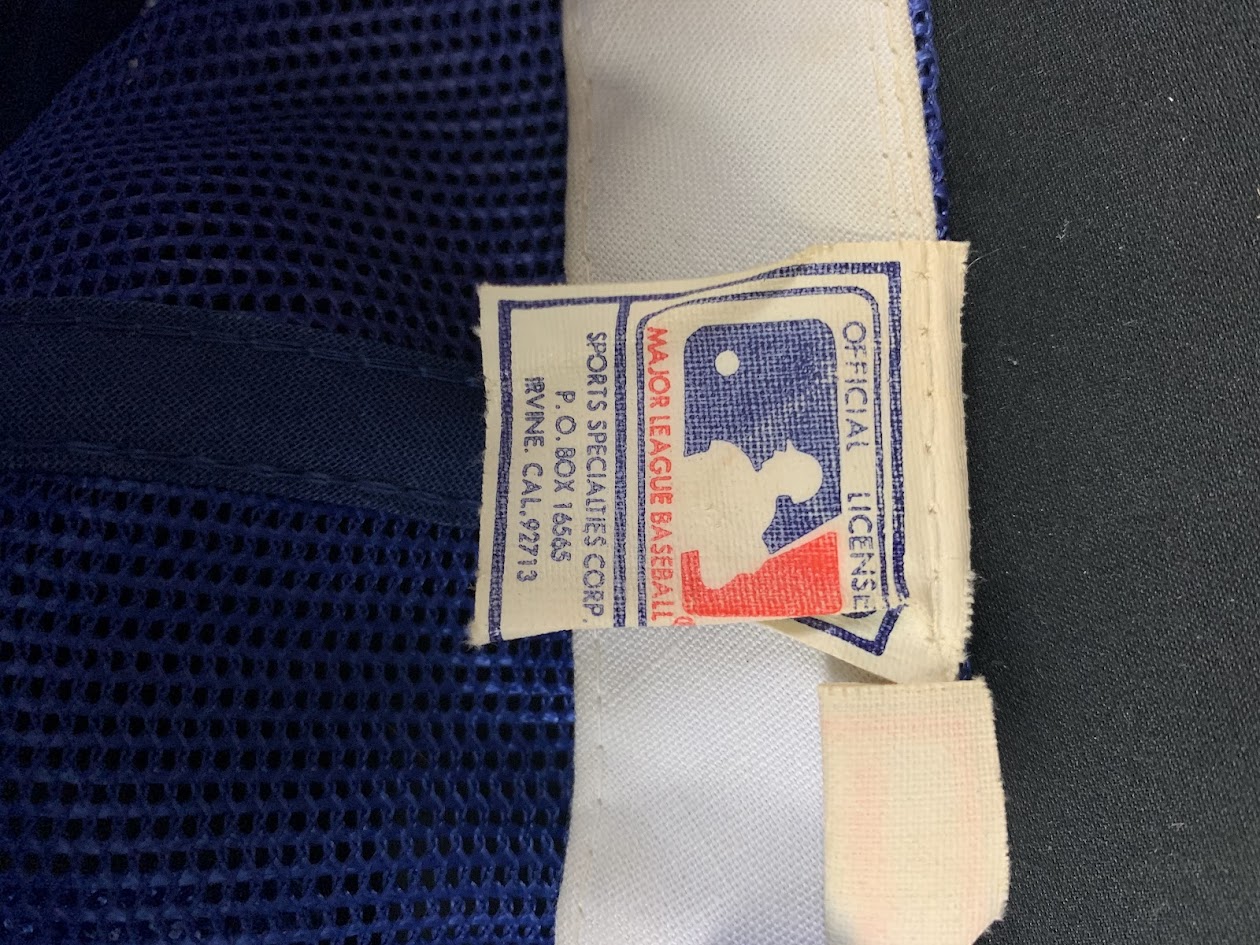 OFFICIAL LICENSEE
MAJOR LEAGUE BASEBALL
SPORTS SPECIALTIES CORP.
P.O. BOX 16565
IRVINE. CAL. 92713